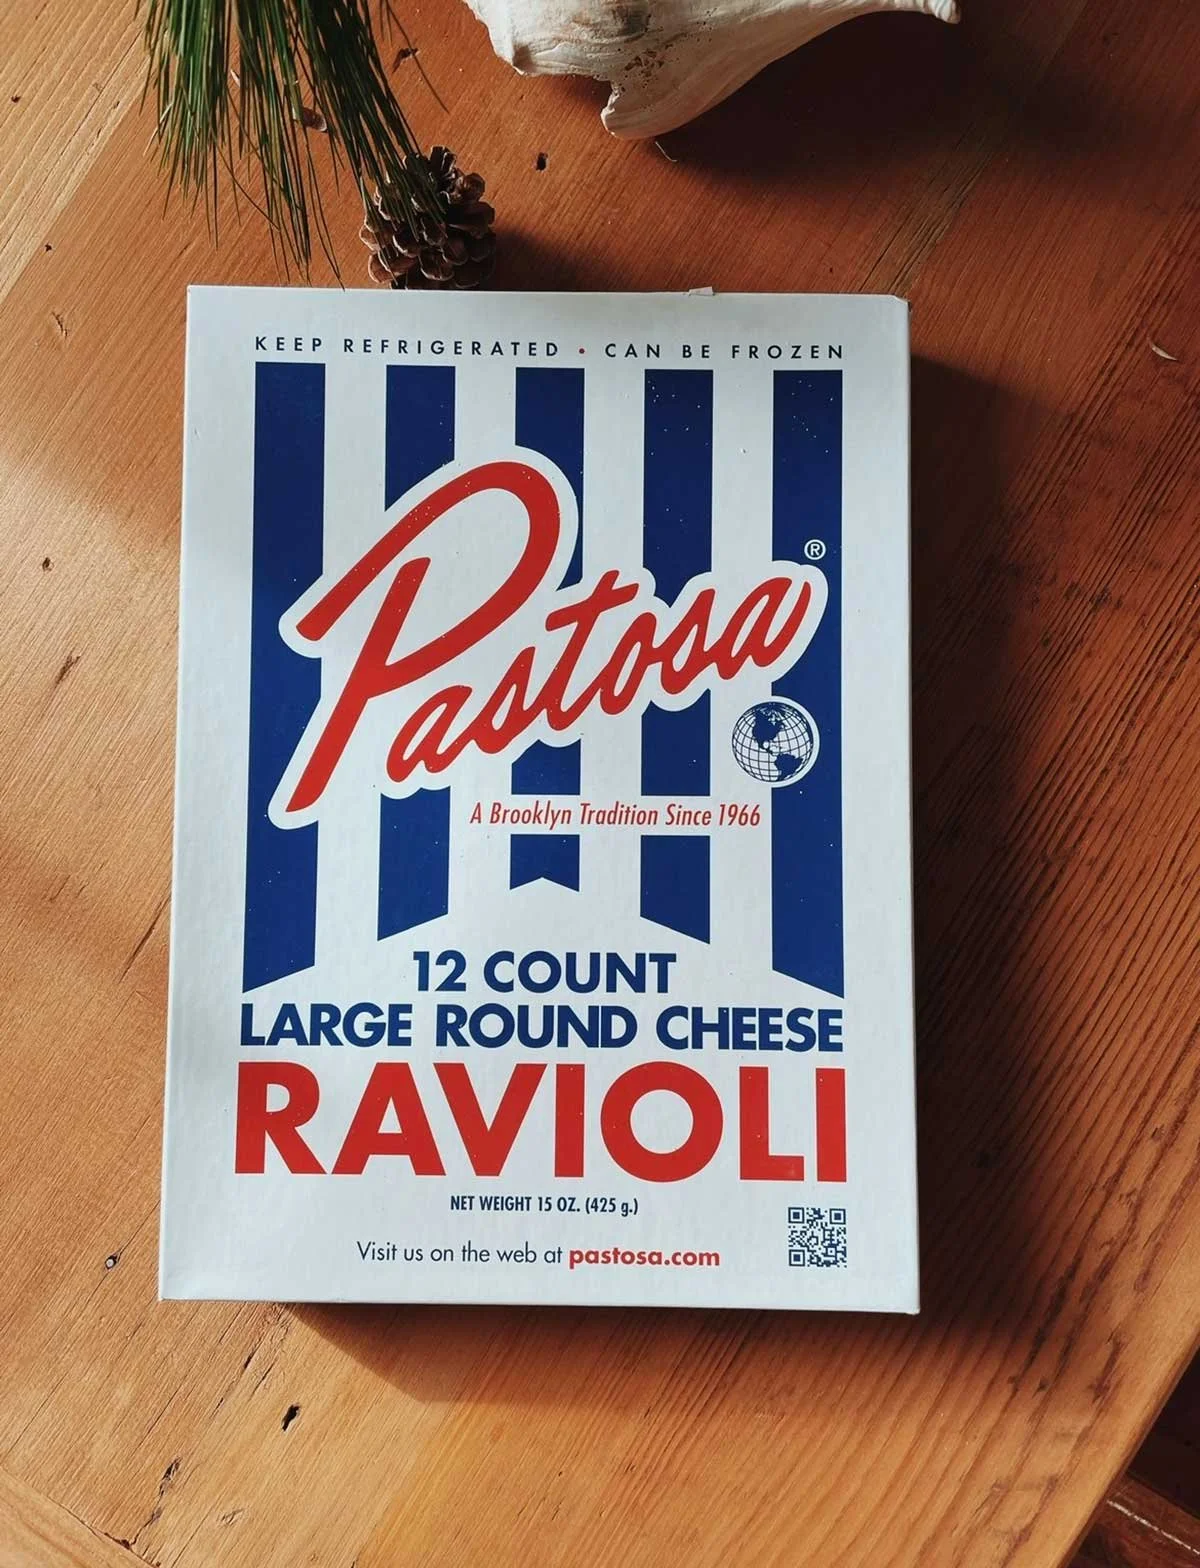 KEEP REFRIGERATED • CAN BE FROZEN
Pastosa®
A Brooklyn Tradition Since 1966
12 COUNT
LARGE ROUND CHEESE
RAVIOLI
NET WEIGHT 15 OZ. (425 g.)
Visit us on the web at pastosa.com